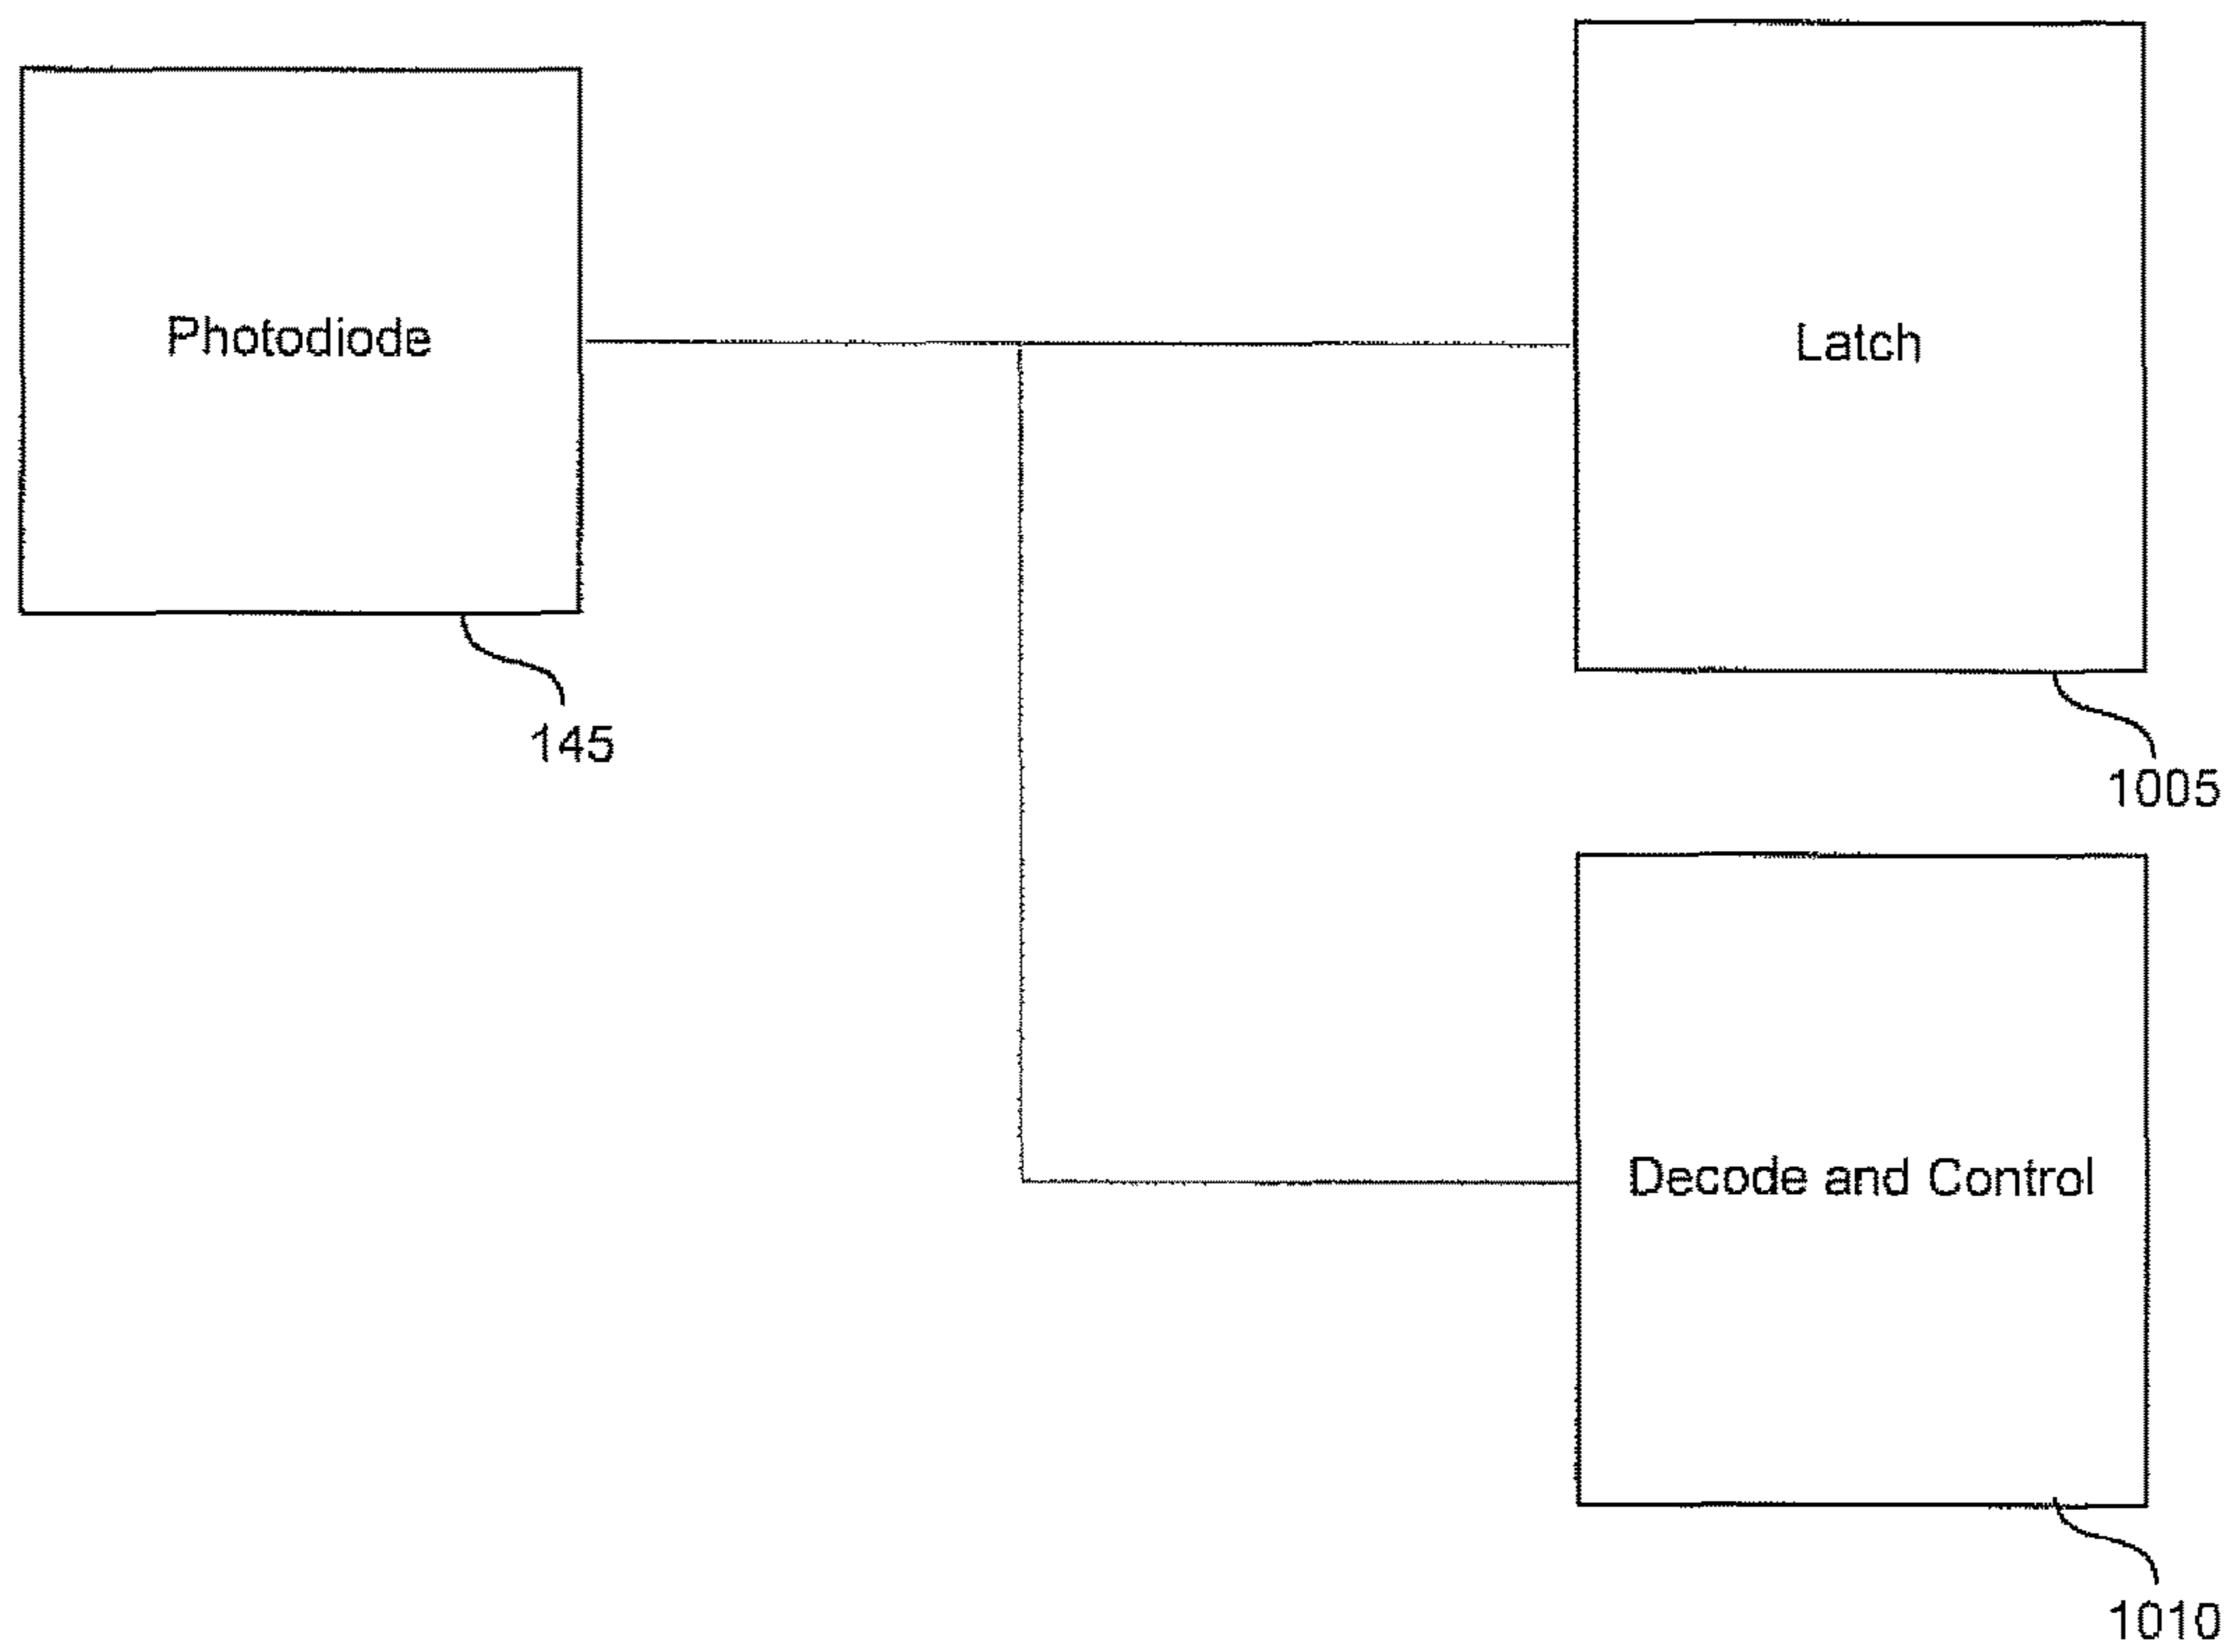 Photodiode
Latch
145
1005
Decode and Control
1010